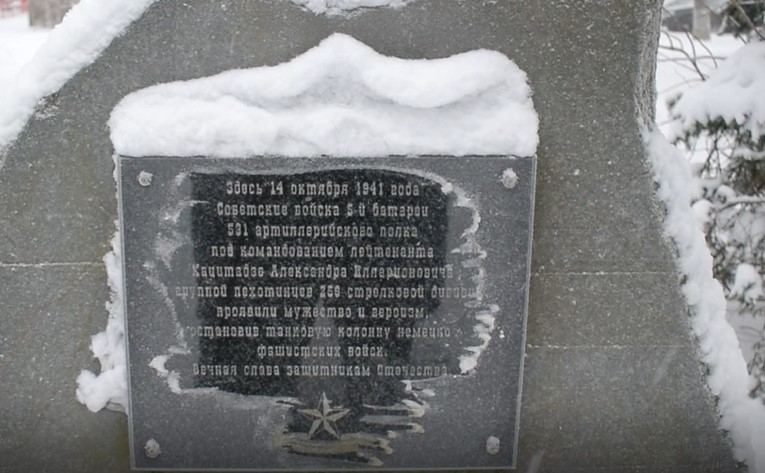 Здесь 14 октября 1941 года
Советские войска 5-й батареи
531 артиллерийского полка
под командованием лейтенанта
Кацитадзе Александра Илларионовича
группой пехотинцев 256 стрелковой дивизии
проявили мужество и героизм,
остановив танковую колонну немецко-
фашистских войск.
Вечная слава защитникам Отечества